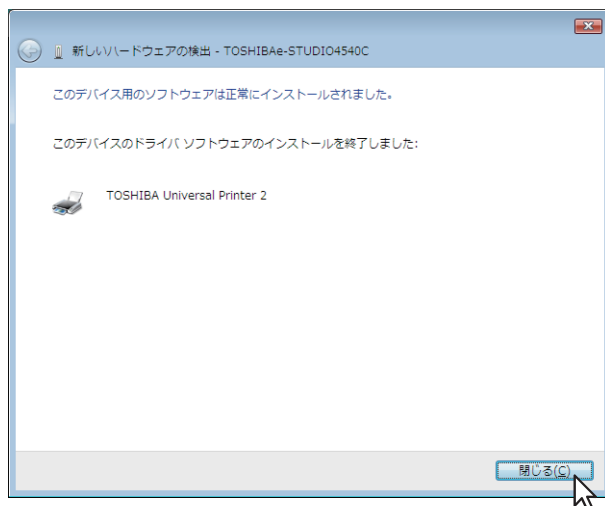 新しいハードウェアの検出 - TOSHIBAe-STUDIO4540C
このデバイス用のソフトウェアは正常にインストールされました。
このデバイスのドライバ ソフトウェアのインストールを終了しました:
TOSHIBA Universal Printer 2
閉じる(C)